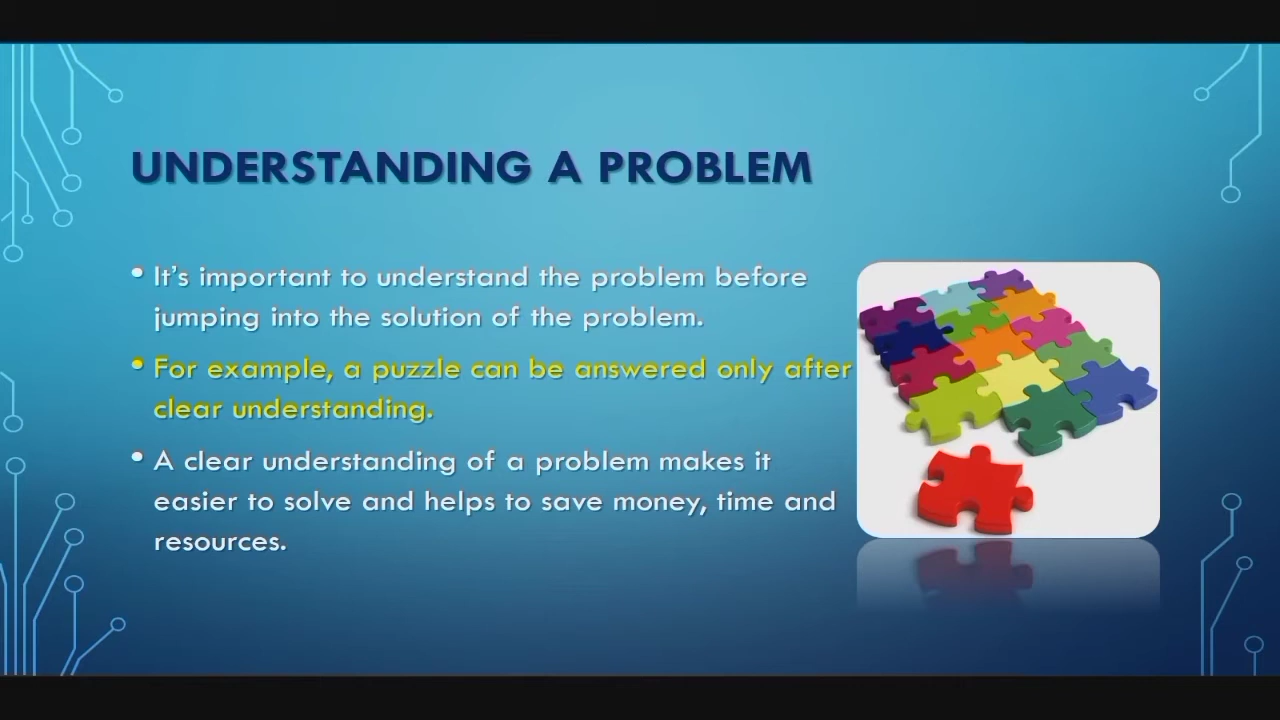 UNDERSTANDING A PROBLEM
• It's important to understand the problem before
jumping into the solution of the problem.
• For example, a puzzle can be answered only after
clear understanding.
• A clear understanding of a problem makes it
easier to solve and helps to save money, time and
resources.